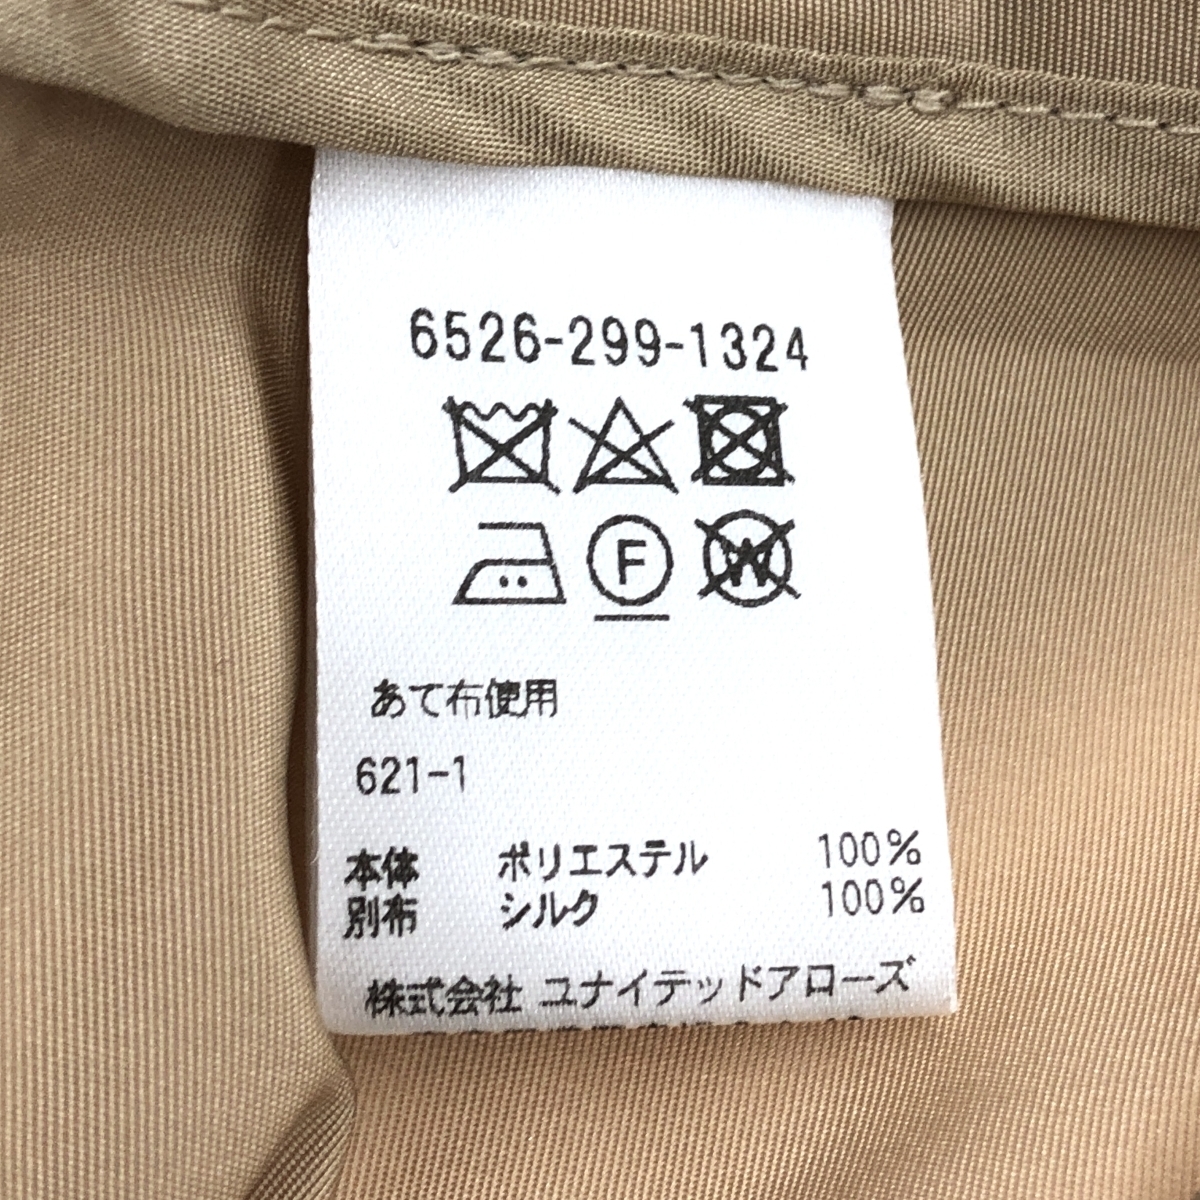 6526-299-1324
F
W
あて布使用
621-1
本体 ポリエステル 100%
別布 シルク 100%
株式会社 ユナイテッドアローズ